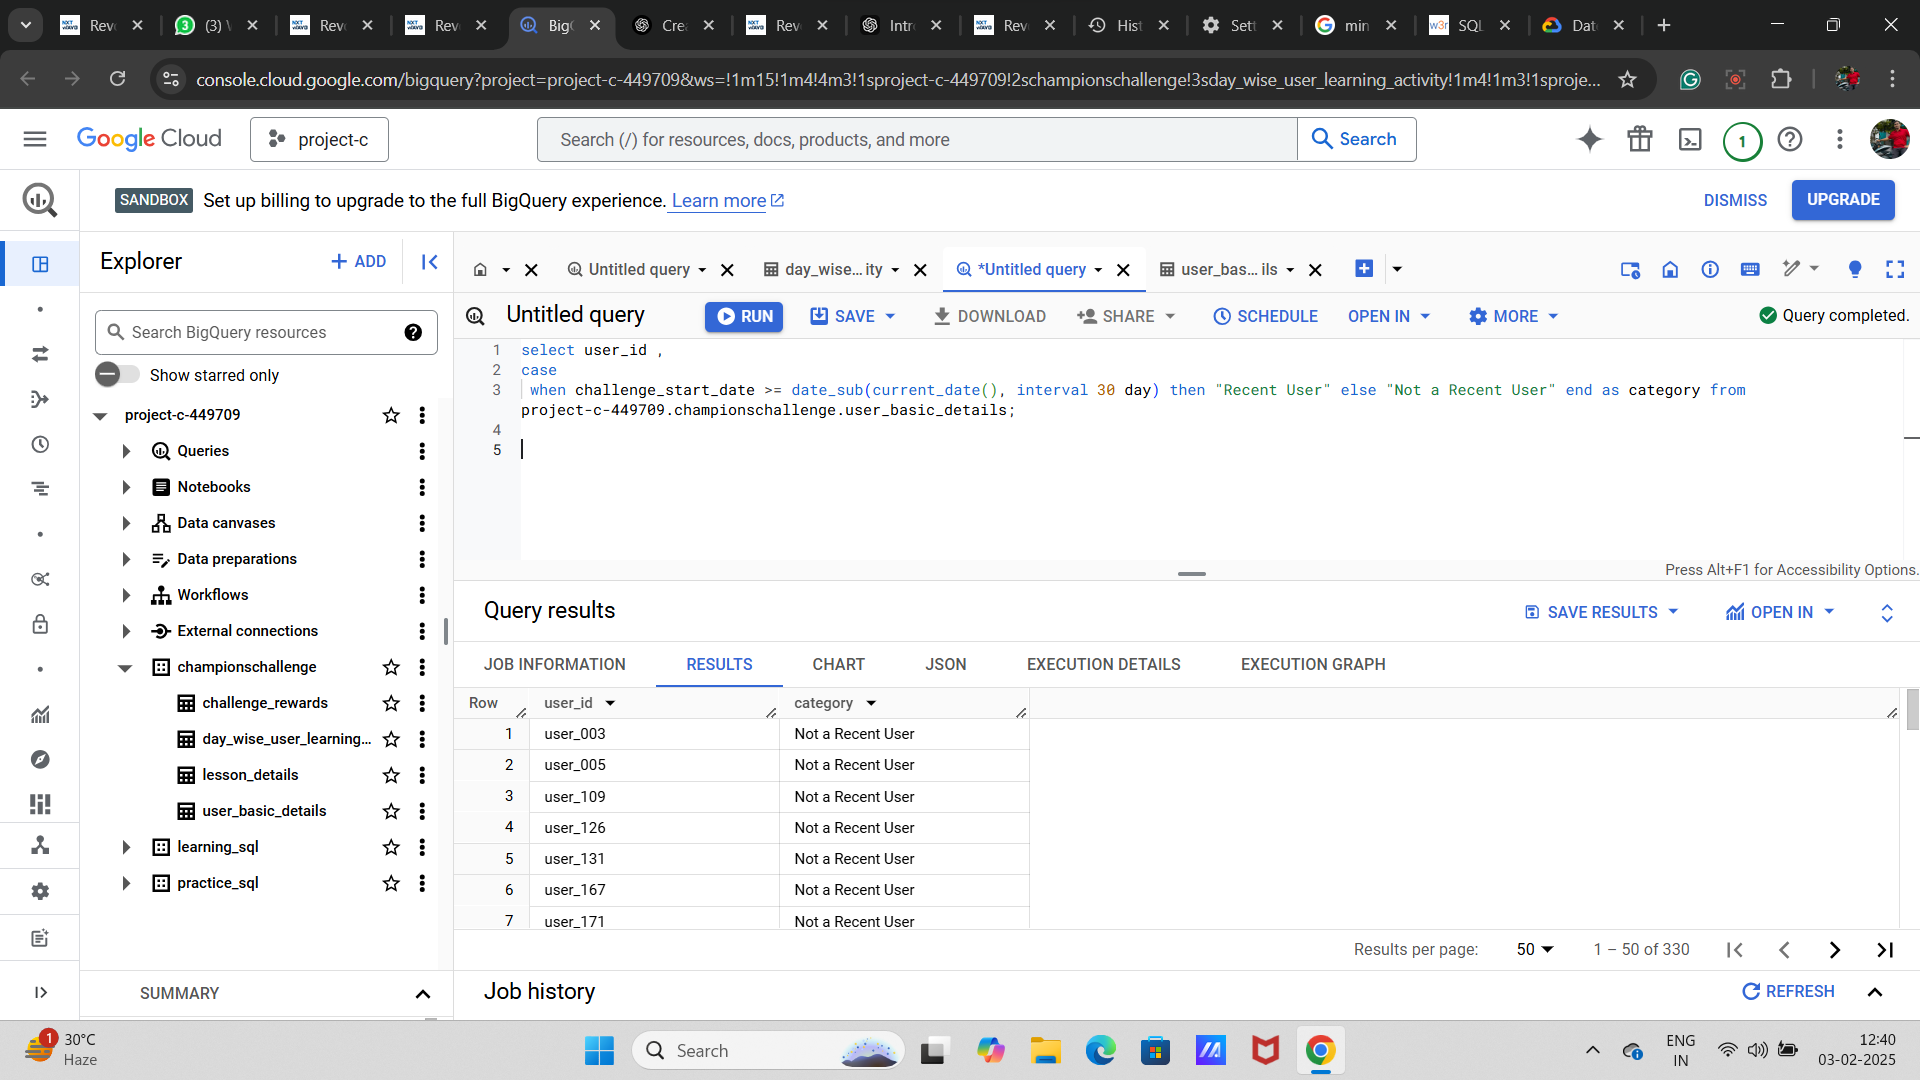 Rev
(3)
Rev
Rev
Big
Crea
Rev
Intr
Rev
Hist
Sett
min
SQL
Dat
console.cloud.google.com/bigquery?project=project-c-449709&ws=!1m15!1m4!4m3!1sproject-c-449709!2schampionschallenge!3sday_wise_user_learning_activity!1m4!1m3!1sproje...
Google Cloud
project-c
Search (/) for resources, docs, products, and more
Search
1
SANDBOX
Set up billing to upgrade to the full BigQuery experience. Learn more
DISMISS
UPGRADE
Explorer
+ ADD
Untitled query
day_wise...ity
*Untitled query
user_bas...ils
Untitled query
RUN
SAVE
DOWNLOAD
SHARE
SCHEDULE
OPEN IN
MORE
Query completed.
Search BigQuery resources
Show starred only
project-c-449709
Queries
Notebooks
Data canvases
Data preparations
Workflows
External connections
championschallenge
challenge_rewards
day_wise_user_learning...
lesson_details
user_basic_details
learning_sql
practice_sql
SUMMARY
1 select user_id ,
2 case
3 when challenge_start_date >= date_sub(current_date(), interval 30 day) then "Recent User" else "Not a Recent User" end as category from
project-c-449709.championschallenge.user_basic_details;
4
5
Press Alt+F1 for Accessibility Options.
Query results
SAVE RESULTS
OPEN IN
JOB INFORMATION
RESULTS
CHART
JSON
EXECUTION DETAILS
EXECUTION GRAPH
Row user_id category
1 user_003 Not a Recent User
2 user_005 Not a Recent User
3 user_109 Not a Recent User
4 user_126 Not a Recent User
5 user_131 Not a Recent User
6 user_167 Not a Recent User
7 user_171 Not a Recent User
Results per page: 50 1 – 50 of 330
Job history
REFRESH
1
30°C
Haze
Search
ENG
IN
12:40
03-02-2025